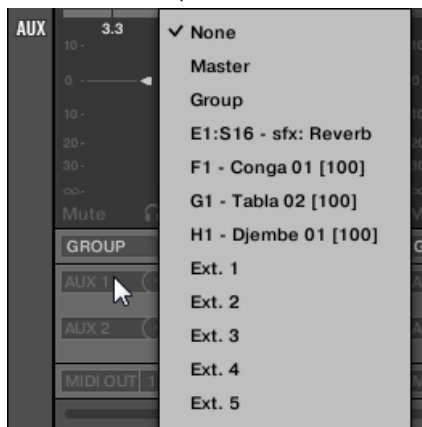 AUX
3.3
10 -
0 -
10 -
20 -
30 -
∞-
Mute
GROUP
AUX 1
AUX 2
MIDI OUT 1
✓ None
Master
Group
E1:S16 - sfx: Reverb
F1 - Conga 01 [100]
G1 - Tabla 02 [100]
H1 - Djembe 01 [100]
Ext. 1
Ext. 2
Ext. 3
Ext. 4
Ext. 5